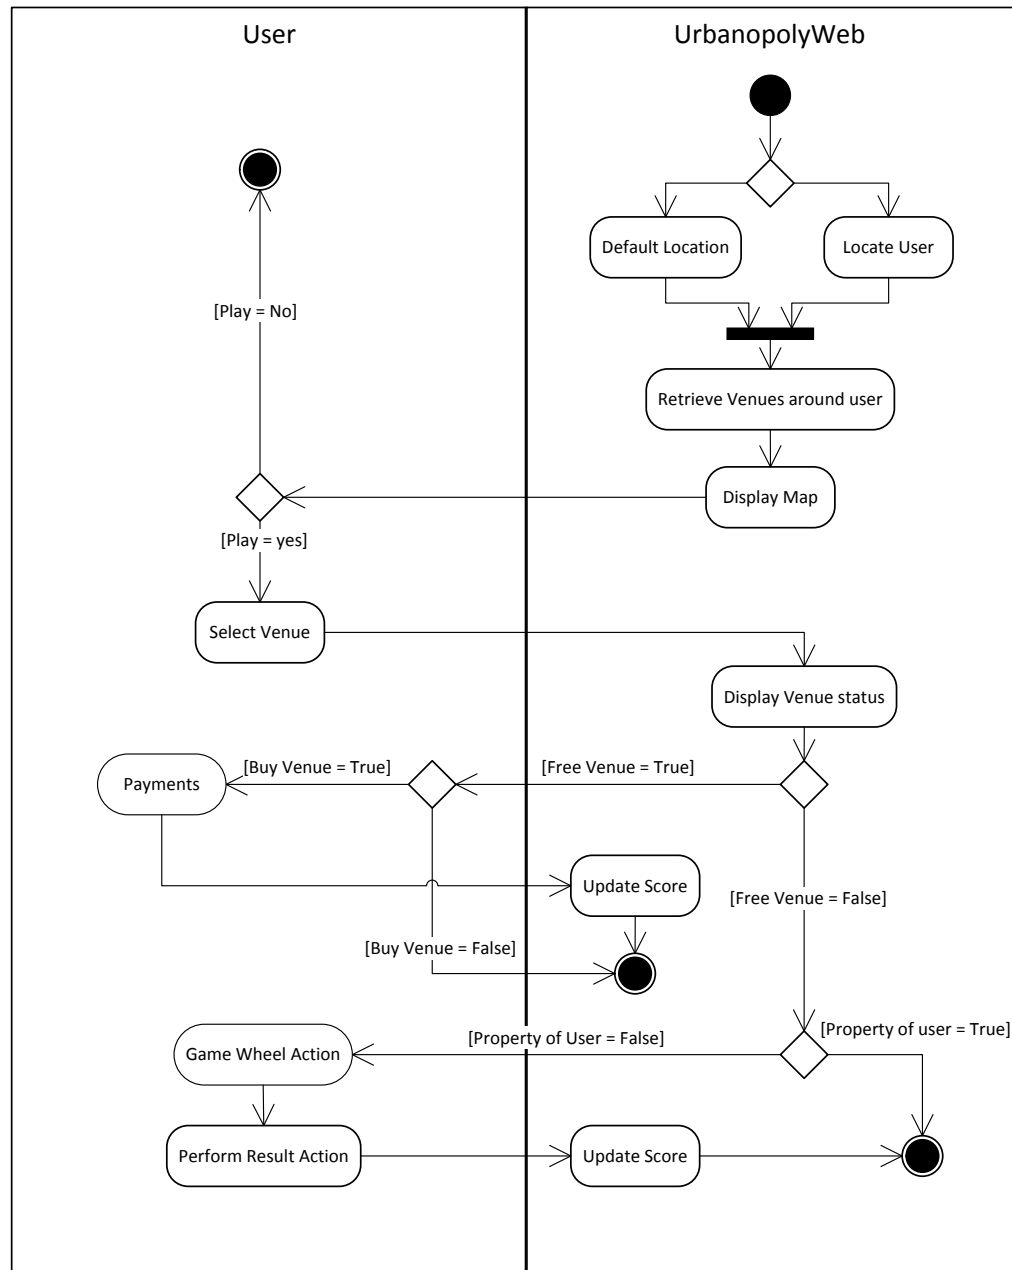 User
UrbanopolyWeb
Default Location
Locate User
[Play = No]
Retrieve Venues around user
Display Map
[Play = yes]
Select Venue
Display Venue status
[Buy Venue = True]
[Free Venue = True]
Payments
Update Score
[Free Venue = False]
[Buy Venue = False]
[Property of User = False]
[Property of user = True]
Game Wheel Action
Perform Result Action
Update Score